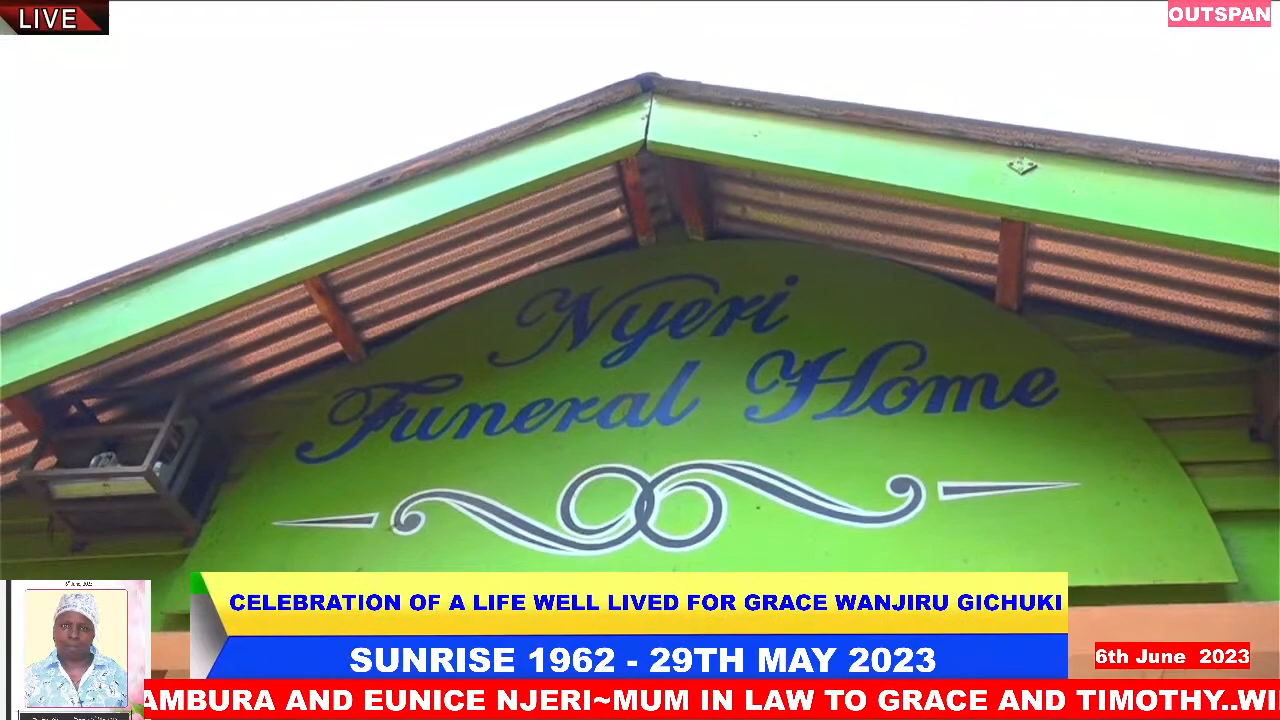 LIVE
OUTSPAN
Nyeri
Funeral Home
CELEBRATION OF A LIFE WELL LIVED FOR GRACE WANJIRU GICHUKI
SUNRISE 1962 - 29TH MAY 2023
6th June 2023
AMBURA AND EUNICE NJERI~MUM IN LAW TO GRACE AND TIMOTHY..WI